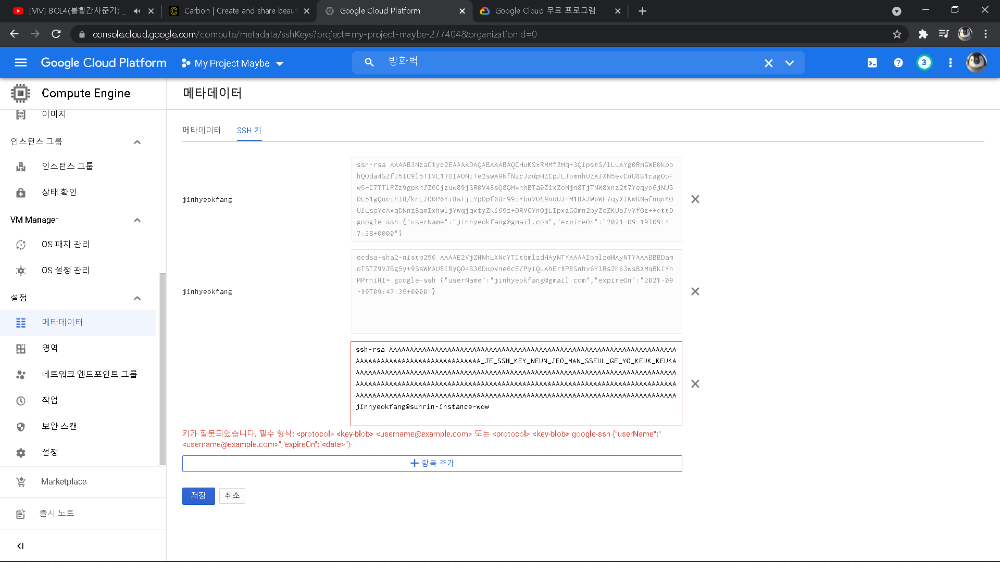 [MV] BOL4(볼빨간사춘기) _
Carbon | Create and share beaut
Google Cloud Platform
Google Cloud 무료 프로그램
console.cloud.google.com/compute/metadata/sshKeys?project=my-project-maybe-277404&organizationId=0
Google Cloud Platform
My Project Maybe
방화벽
3
Compute Engine
메타데이터
이미지
인스턴스 그룹
인스턴스 그룹
상태 확인
VM Manager
OS 패치 관리
OS 설정 관리
설정
메타데이터
영역
네트워크 엔드포인트 그룹
작업
보안 스캔
설정
Marketplace
출시 노트
메타데이터
SSH 키
jinhyeokfang
ssh-rsa AAAAB3NzaC1yc2EAAAADAQABAAABAQCHuKSxRMMf2Mq+3QipstS/lLuAYg0RmGWE0kpo
hQOda4SZf35IC9l5TIVL17DIAONiTe2swA9NfN2c3zdpHZCpJLJomnhUZAJXN5evCdU8B1cagOoF
w5+C7TTlPZz9gpKhJZ6Cjzuw89jSR0V48sQ8QM4hhBTa0ZixZoMjn8TjTNW8xnz2t7Yeqyo6jNU5
DL51gQucihIB/knLJO0P6Yi8s+jLYpDpf6Br993YbnVO89noUJ+M1BAJWbWF7qyXIKWBNafnqnKO
UiuspYeAxqDNnz8amIxhwljYWqjqxtyZki65z+DRVGYnOjLIpxzGOmn2byZcZKUoJvYfOz++ottD
google-ssh {"userName":"jinhyeokfang@gmail.com","expireOn":"2021-09-19T09:4
7:38+0000"}
jinhyeokfang
ecdsa-sha2-nistp256 AAAAE2VjZHNhLXNoYTItbmlzdHAyNTYAAAAIbmlzdHAyNTYAAABBBDam
oTSTZ9VJBg5y+9SsWMAU8i8yQO4B36DupVne6cE/PyiQuAhEr1P8Snhv6YlRs2h63wsBXMqRkiYn
MPrniHI= google-ssh {"userName":"jinhyeokfang@gmail.com","expireOn":"2021-09
-19T09:47:35+0000"}
ssh-rsa AAAAAAAAAAAAAAAAAAAAAAAAAAAAAAAAAAAAAAAAAAAAAAAAAAAAAAAAAAAAAAAAAAAAA
AAAAAAAAAAAAAAAAAAAAAAAAAAAAAA_JE_SSH_KEY_NEUN_JEO_MAN_SSEUL_GE_YO_KEUK_KEUKA
AAAAAAAAAAAAAAAAAAAAAAAAAAAAAAAAAAAAAAAAAAAAAAAAAAAAAAAAAAAAAAAAAAAAAAAAAAAAA
AAAAAAAAAAAAAAAAAAAAAAAAAAAAAAAAAAAAAAAAAAAAAAAAAAAAAAAAAAAAAAAAAAAAAAAAAAAAA
AAAAAAAAAAAAAAAAAAAAAAAAAAAAAAAAAAAAAAAAAAAAAAAAAAAAAAAAAAAAAAAAAAAAAAAAAAAAA
jinhyeokfang@sunrin-instance-wow
키가 잘못되었습니다. 필수 형식: <protocol> <key-blob> <username@example.com> 또는 <protocol> <key-blob> google-ssh {"userName":"
<username@example.com>","expireOn":"<date>"}
항목 추가
저장
취소